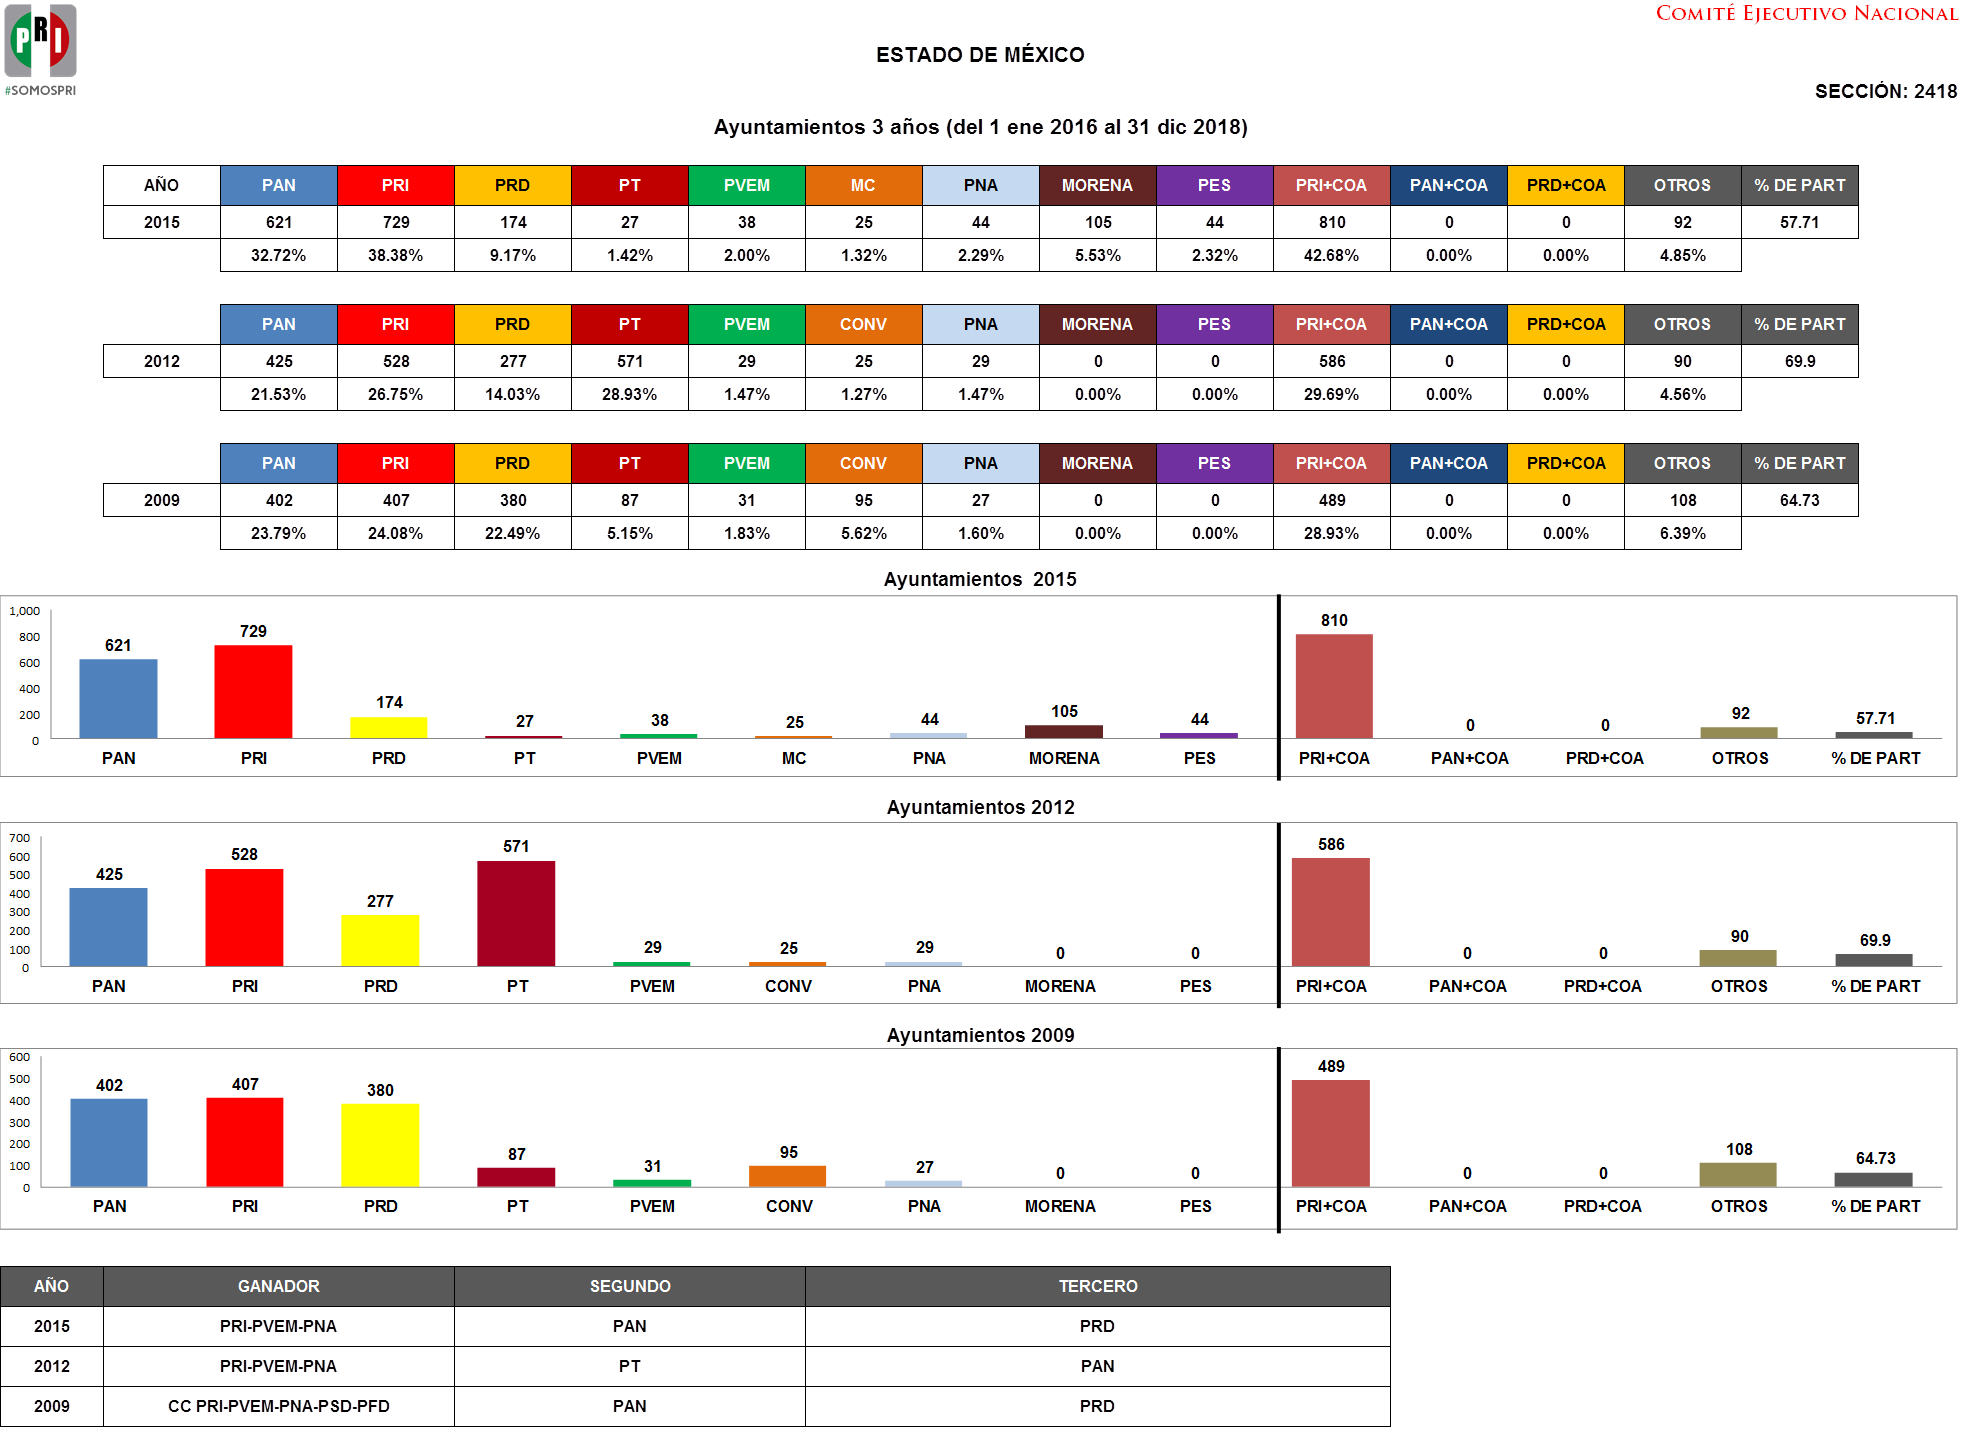 COMITÉ EJECUTIVO NACIONAL
PRI
#SOMOSPRI
ESTADO DE MÉXICO
SECCIÓN: 2418
Ayuntamientos 3 años (del 1 ene 2016 al 31 dic 2018)
AÑO PAN PRI PRD PT PVEM MC PNA MORENA PES PRI+COA PAN+COA PRD+COA OTROS % DE PART
2015 621 729 174 27 38 25 44 105 44 810 0 0 92 57.71
32.72% 38.38% 9.17% 1.42% 2.00% 1.32% 2.29% 5.53% 2.32% 42.68% 0.00% 0.00% 4.85%
PAN PRI PRD PT PVEM CONV PNA MORENA PES PRI+COA PAN+COA PRD+COA OTROS % DE PART
2012 425 528 277 571 29 25 29 0 0 586 0 0 90 69.9
21.53% 26.75% 14.03% 28.93% 1.47% 1.27% 1.47% 0.00% 0.00% 29.69% 0.00% 0.00% 4.56%
PAN PRI PRD PT PVEM CONV PNA MORENA PES PRI+COA PAN+COA PRD+COA OTROS % DE PART
2009 402 407 380 87 31 95 27 0 0 489 0 0 108 64.73
23.79% 24.08% 22.49% 5.15% 1.83% 5.62% 1.60% 0.00% 0.00% 28.93% 0.00% 0.00% 6.39%
Ayuntamientos 2015
1,000
800
600
400
200
0
621 729 174 27 38 25 44 105 44 810 0 0 92 57.71
PAN PRI PRD PT PVEM MC PNA MORENA PES PRI+COA PAN+COA PRD+COA OTROS % DE PART
Ayuntamientos 2012
700
600
500
400
300
200
100
0
425 528 277 571 29 25 29 0 0 586 0 0 90 69.9
PAN PRI PRD PT PVEM CONV PNA MORENA PES PRI+COA PAN+COA PRD+COA OTROS % DE PART
Ayuntamientos 2009
600
500
400
300
200
100
0
402 407 380 87 31 95 27 0 0 489 0 0 108 64.73
PAN PRI PRD PT PVEM CONV PNA MORENA PES PRI+COA PAN+COA PRD+COA OTROS % DE PART
AÑO GANADOR SEGUNDO TERCERO
2015 PRI-PVEM-PNA PAN PRD
2012 PRI-PVEM-PNA PT PAN
2009 CC PRI-PVEM-PNA-PSD-PFD PAN PRD